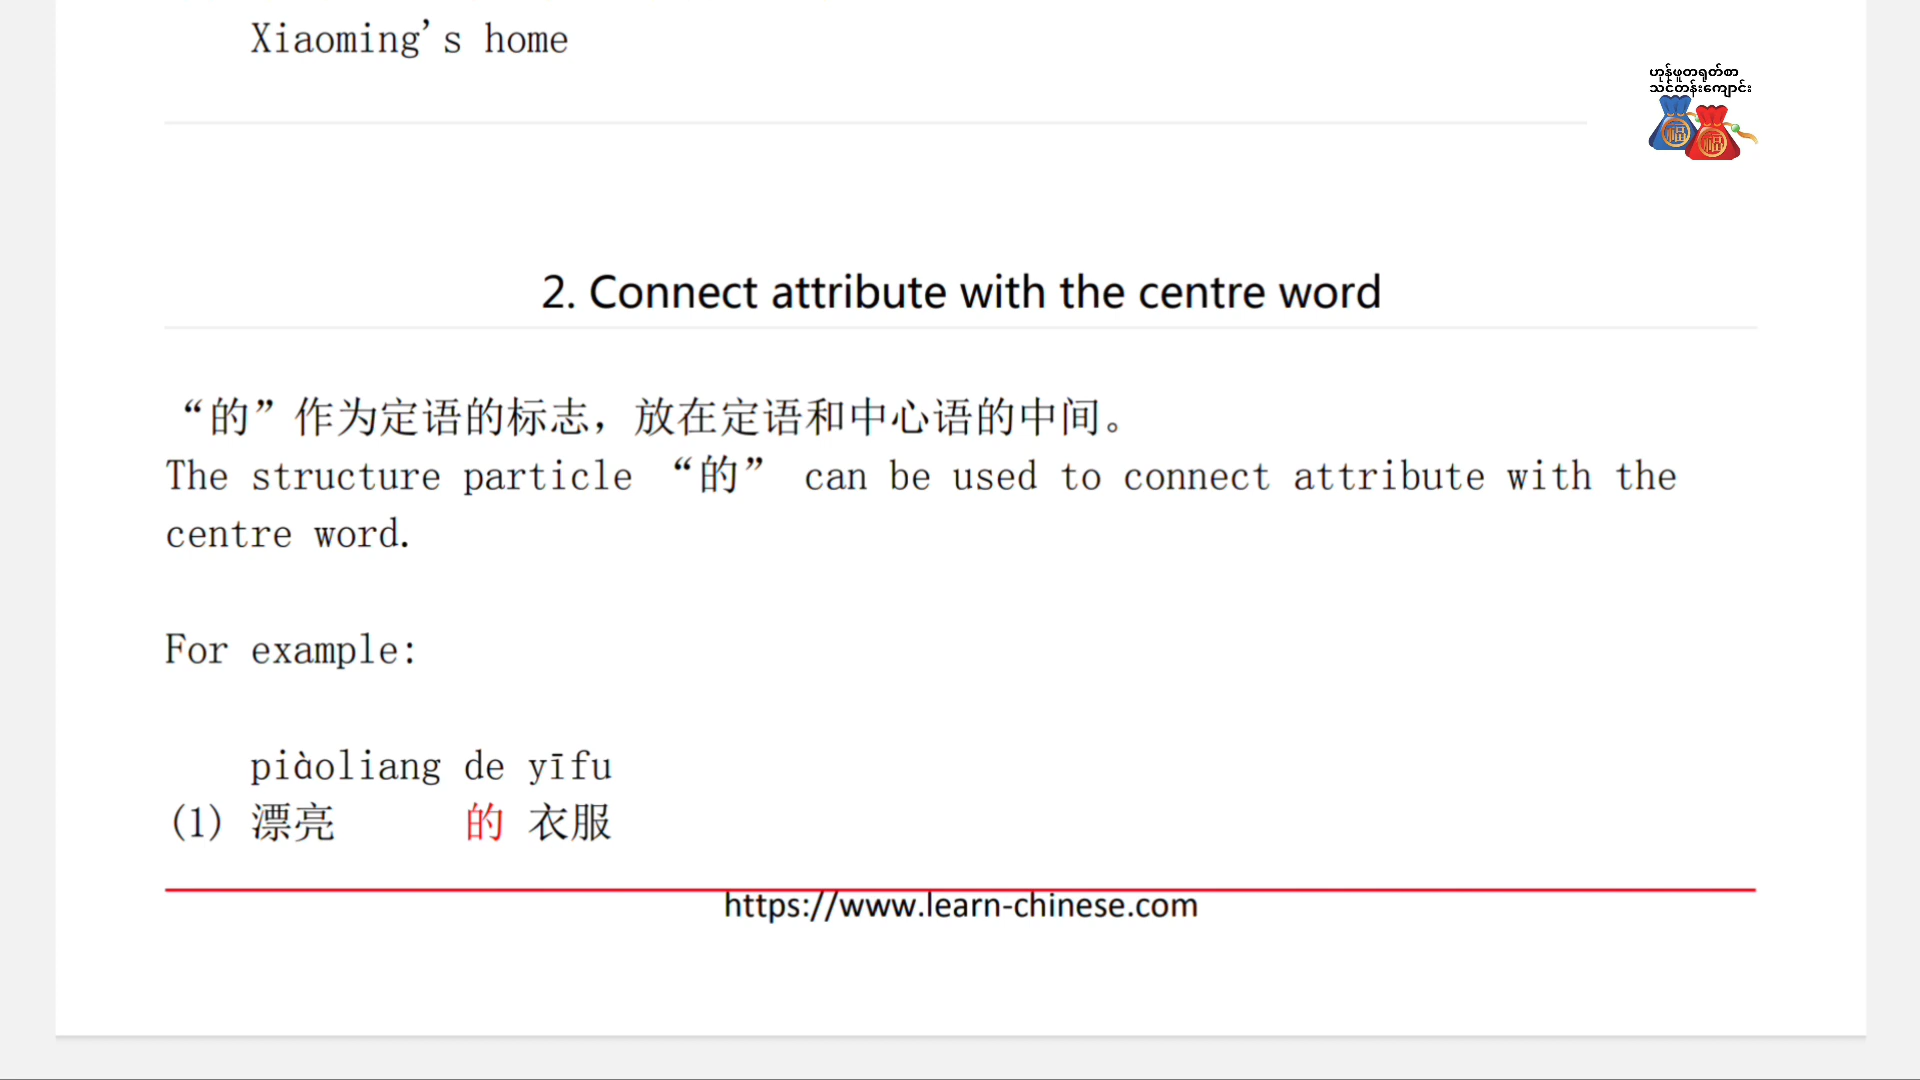 Xiaoming's home
ဟုန်ဖူတရုတ်စာ
သင်တန်းကျောင်း
福 福
2. Connect attribute with the centre word
“的”作为定语的标志，放在定语和中心语的中间。
The structure particle “的” can be used to connect attribute with the
centre word.
For example:
piàoliang de yīfu
(1) 漂亮 的 衣服
https://www.learn-chinese.com